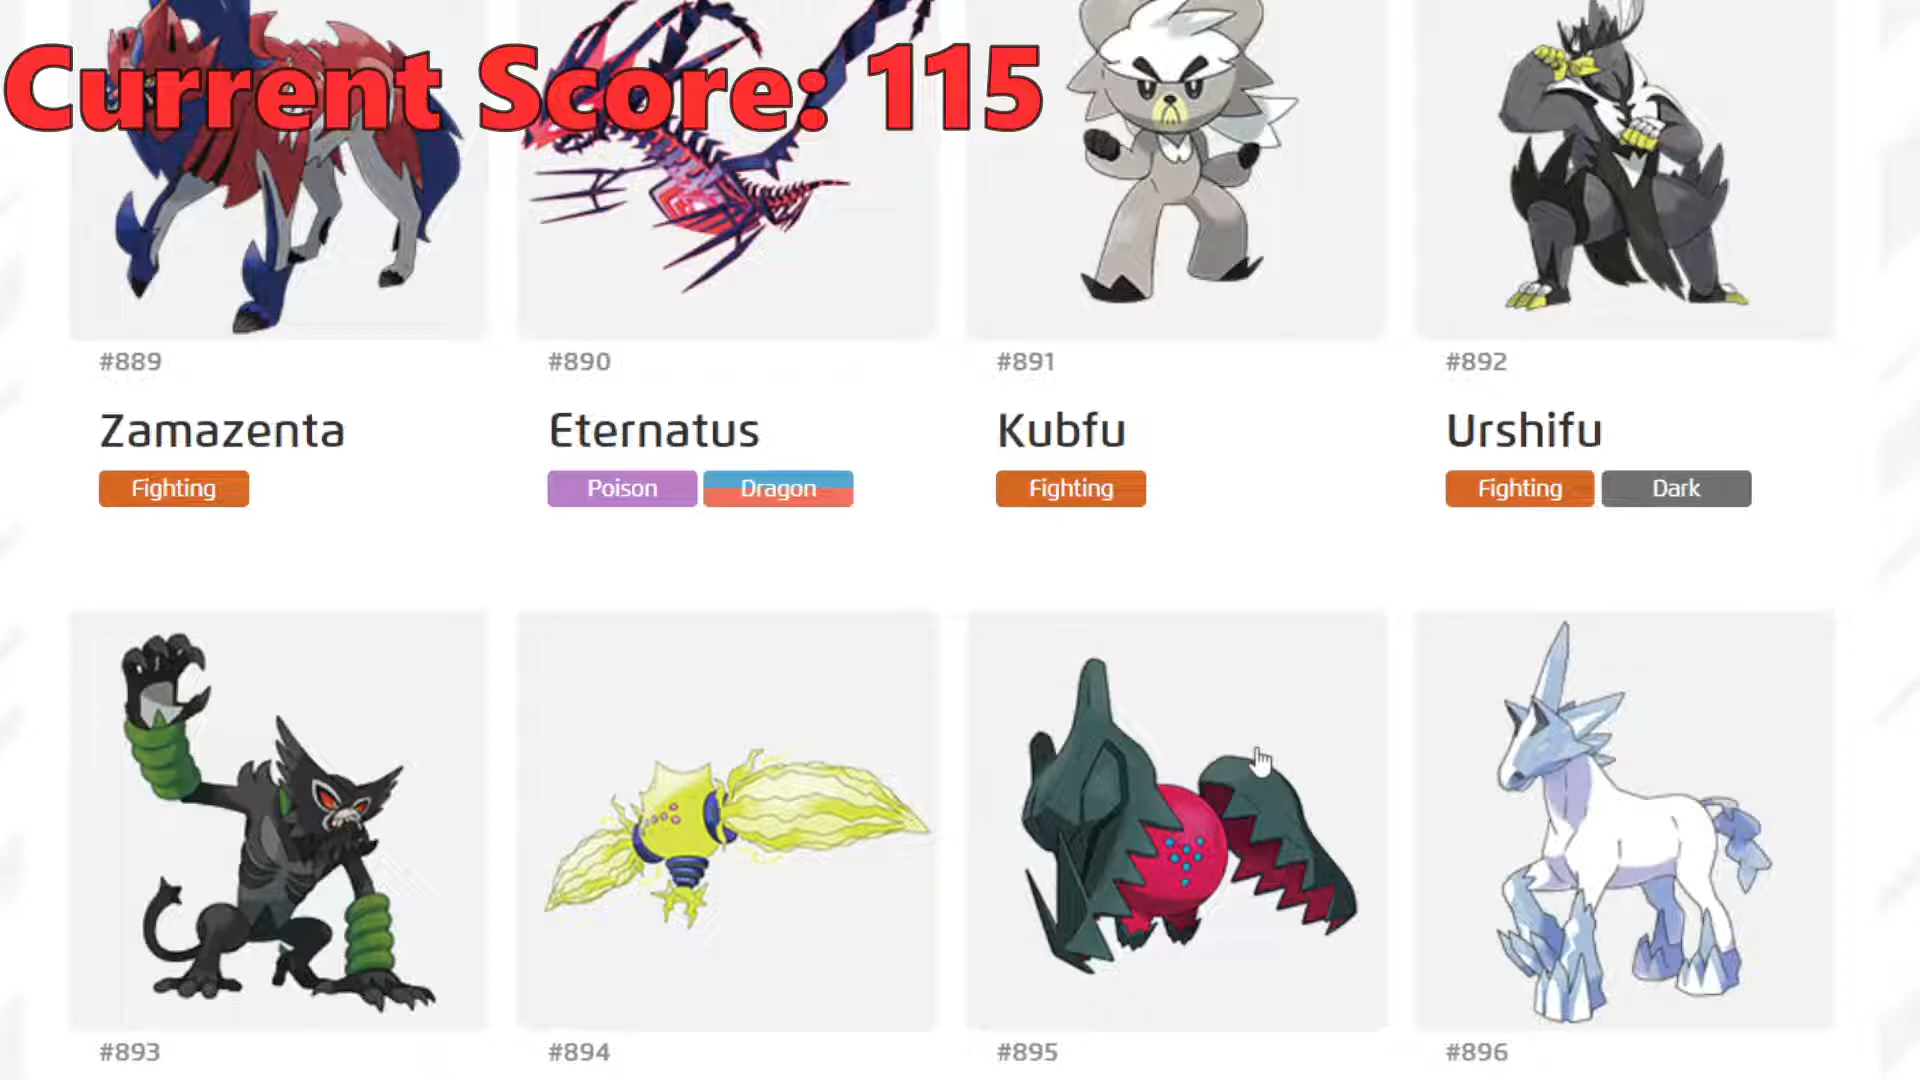 Current Score: 115
#889 #890 #891 #892
Zamazenta Eternatus Kubfu Urshifu
Fighting Poison Dragon Fighting Fighting Dark
#893 #894 #895 #896